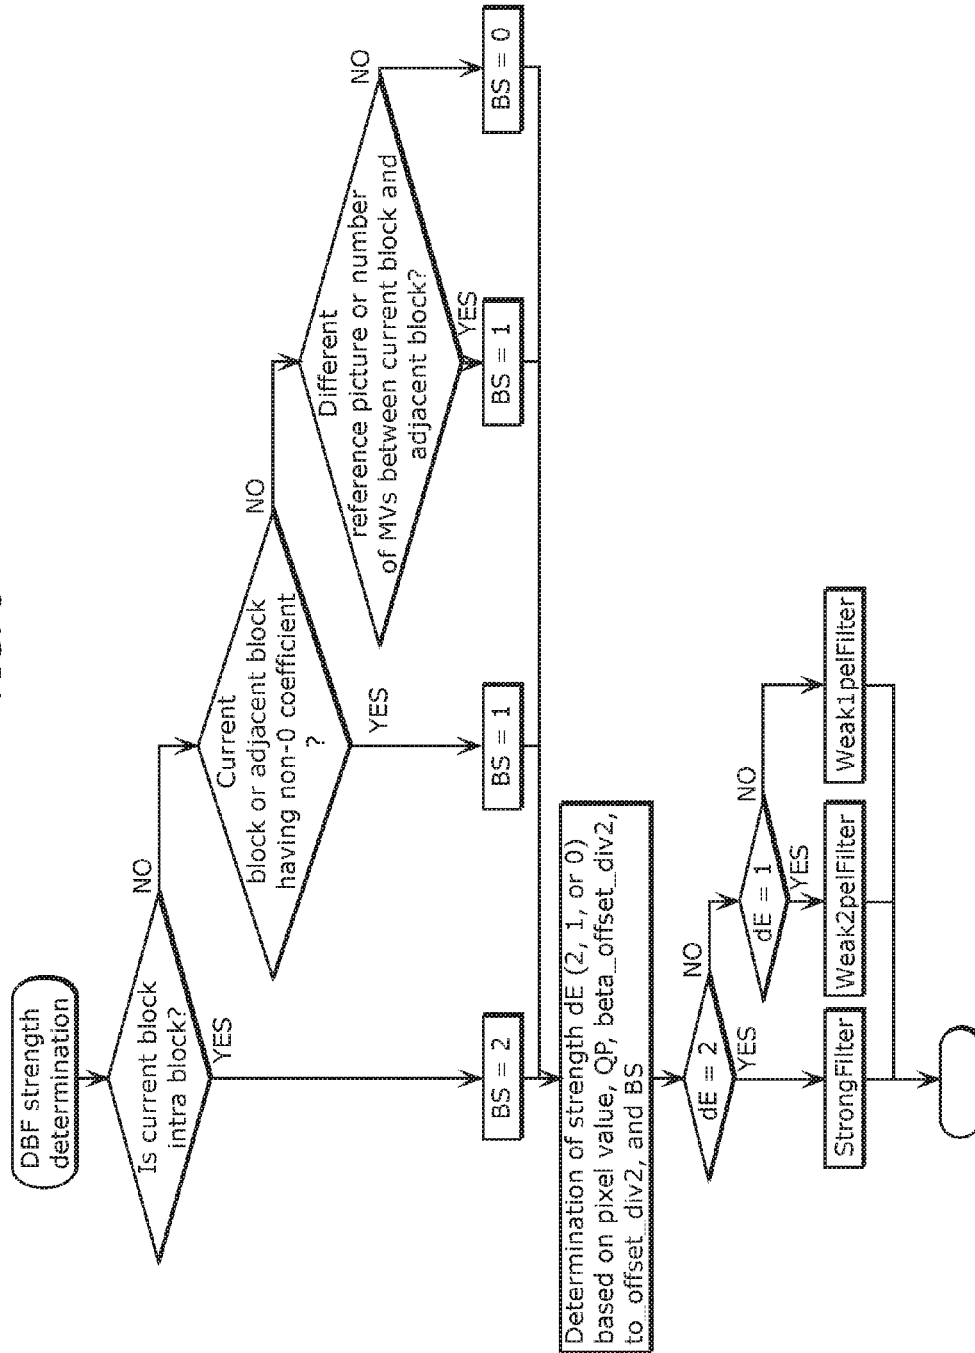 DBF strength
determination
Is current block
intra block?
NO
YES
Current
block or adjacent block
having non-0 coefficient
?
NO
YES
Different
reference picture or number
of MVs between current block and
adjacent block?
NO
YES
BS = 2
BS = 1
BS = 1
BS = 0
Determination of strength dE (2, 1, or 0)
based on pixel value, QP, beta_offset_div2,
to_offset_div2, and BS
dE = 2
NO
YES
dE = 1
NO
YES
StrongFilter
Weak2pelFilter
Weak1pelFilter